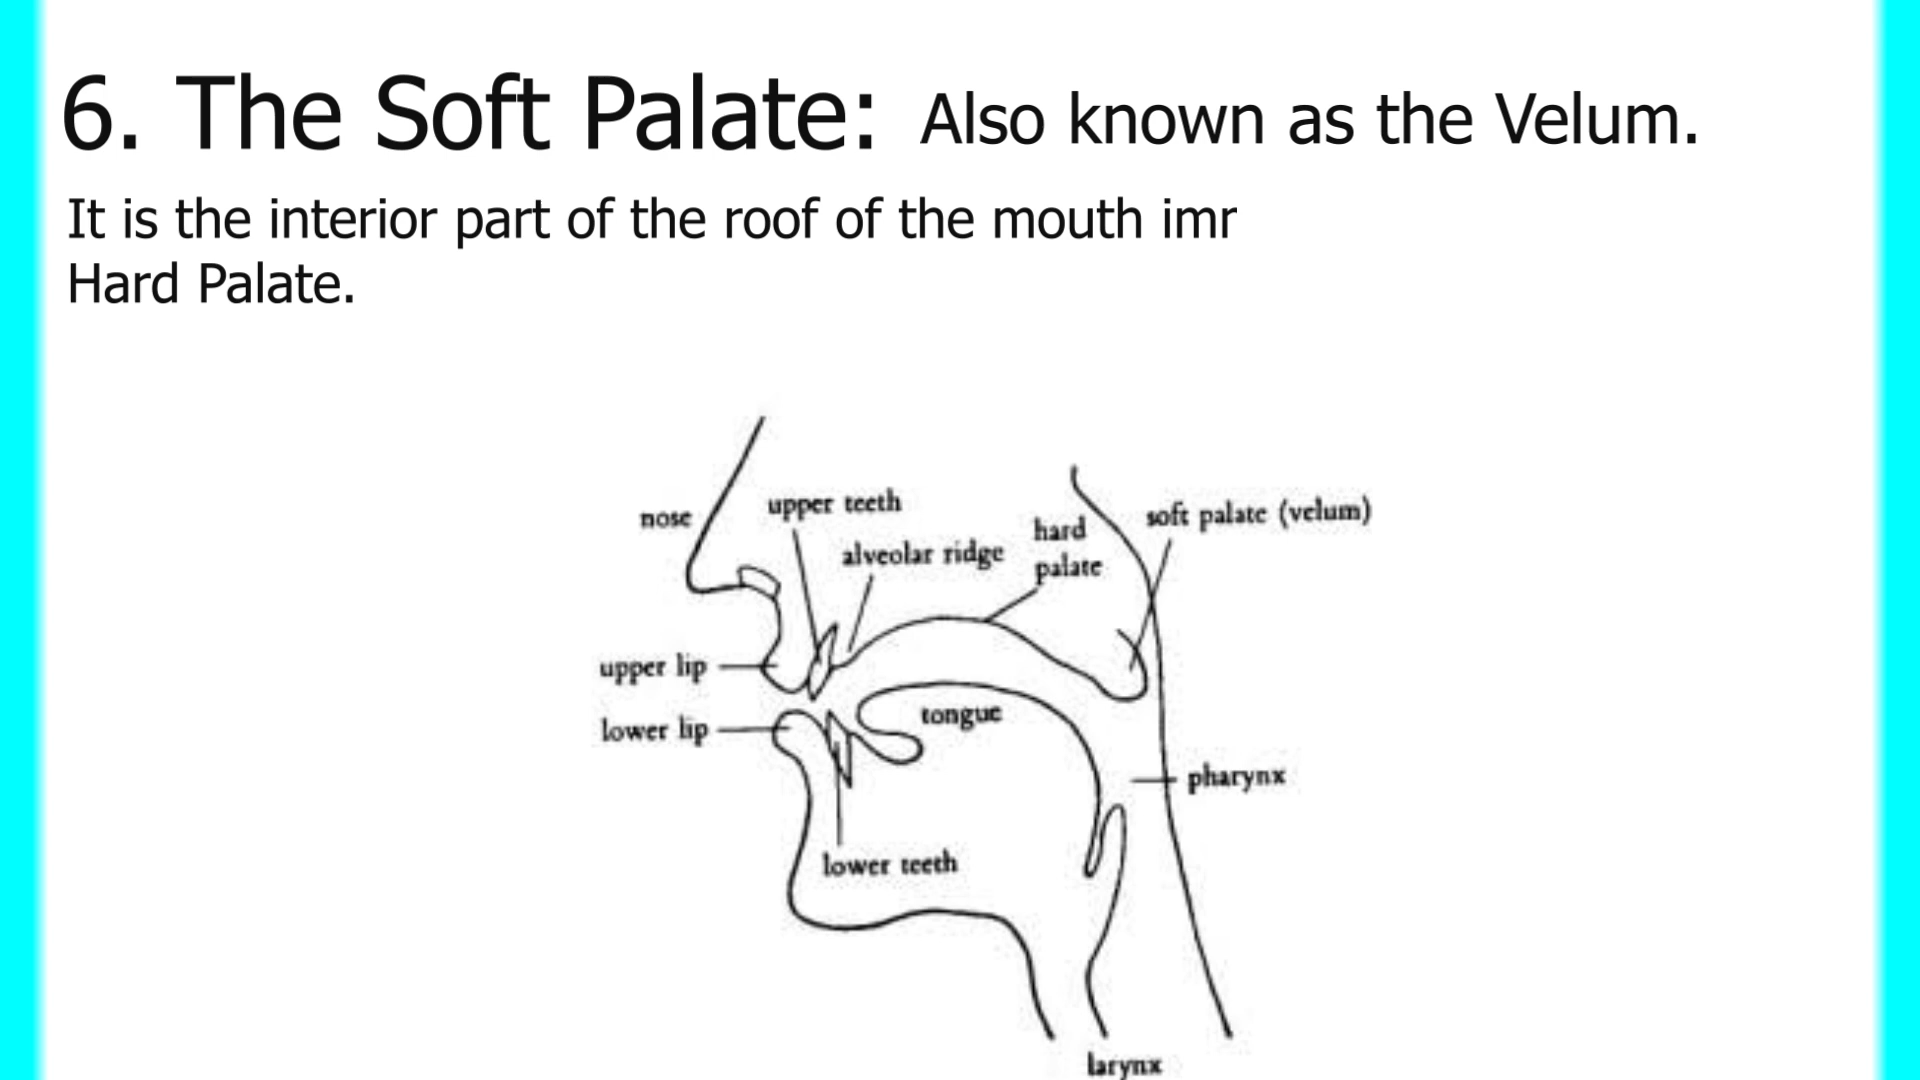 6. The Soft Palate: Also known as the Velum.
It is the interior part of the roof of the mouth imr
Hard Palate.
nose
upper teeth
alveolar ridge
hard
palate
soft palate (velum)
upper lip
lower lip
tongue
pharynx
lower teeth
larynx